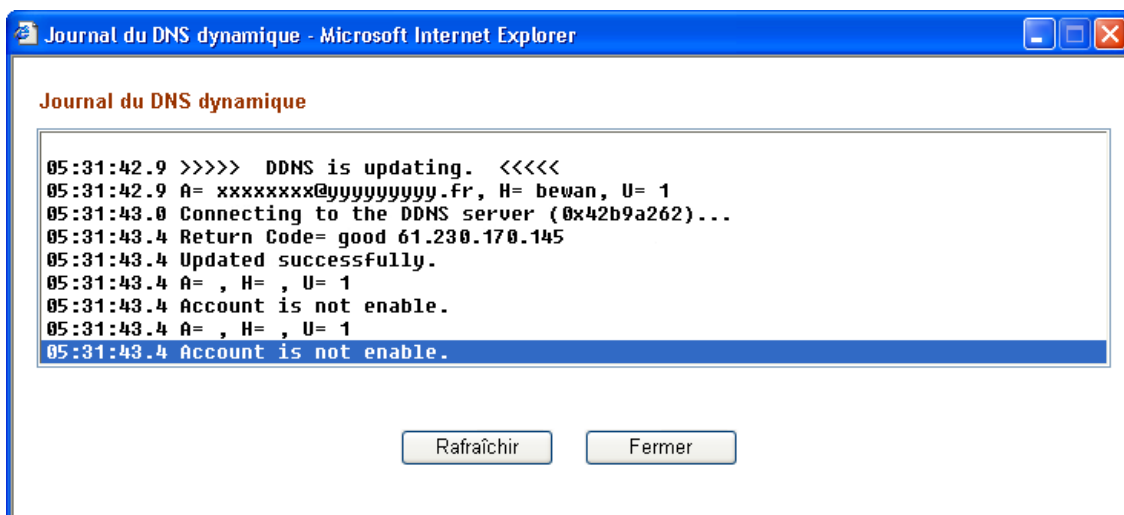 Journal du DNS dynamique - Microsoft Internet Explorer
Journal du DNS dynamique
05:31:42.9 >>>>>  DDNS is updating.  <<<<<
05:31:42.9 A= xxxxxxxx@yyyyyyyyyy.fr, H= bewan, U= 1
05:31:43.0 Connecting to the DDNS server (0x42b9a262)...
05:31:43.4 Return Code= good 61.230.170.145
05:31:43.4 Updated successfully.
05:31:43.4 A= , H= , U= 1
05:31:43.4 Account is not enable.
05:31:43.4 A= , H= , U= 1
05:31:43.4 Account is not enable.
Rafraîchir
Fermer